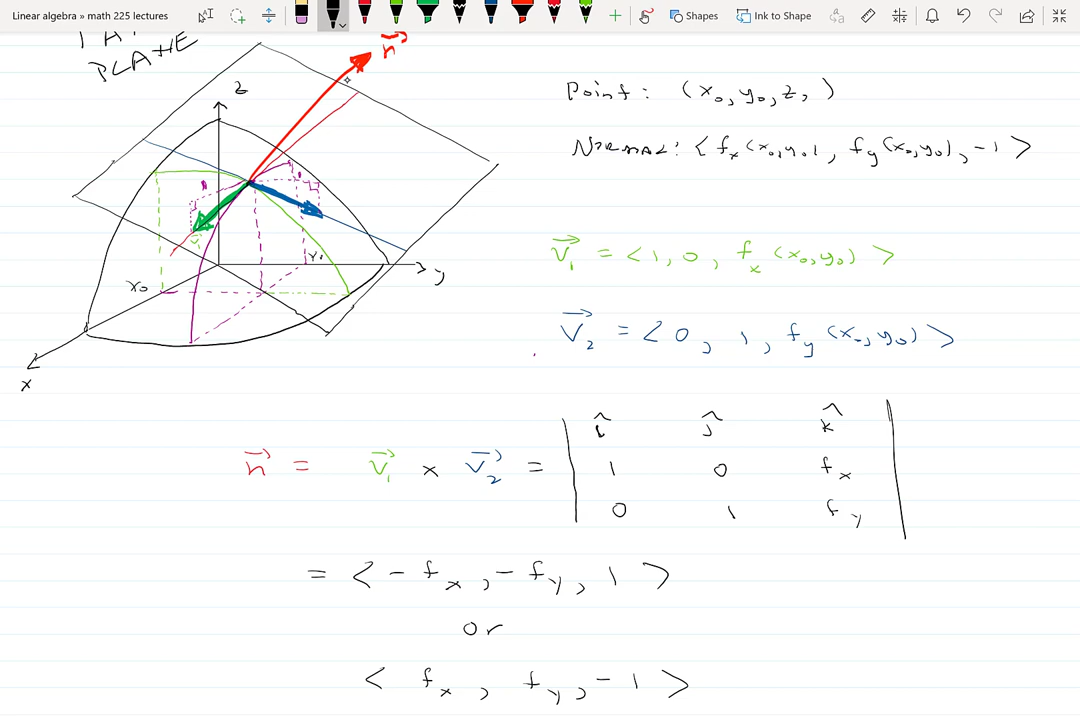 Linear algebra » math 225 lectures
Shapes
Ink to Shape
PLANE
n
z
y
x
x₀
y₀
v₁
Point: (x₀, y₀, z₀)
Normal: < fx(x₀,y₀), fy(x₀,y₀), -1 >
v₁ = < 1, 0, fx(x₀,y₀) >
v₂ = < 0, 1, fy(x₀,y₀) >
n = v₁ × v₂ = | î ĵ k̂ |
1 0 fx
0 1 fy
= < - fx, - fy, 1 >
or
< fx, fy, -1 >